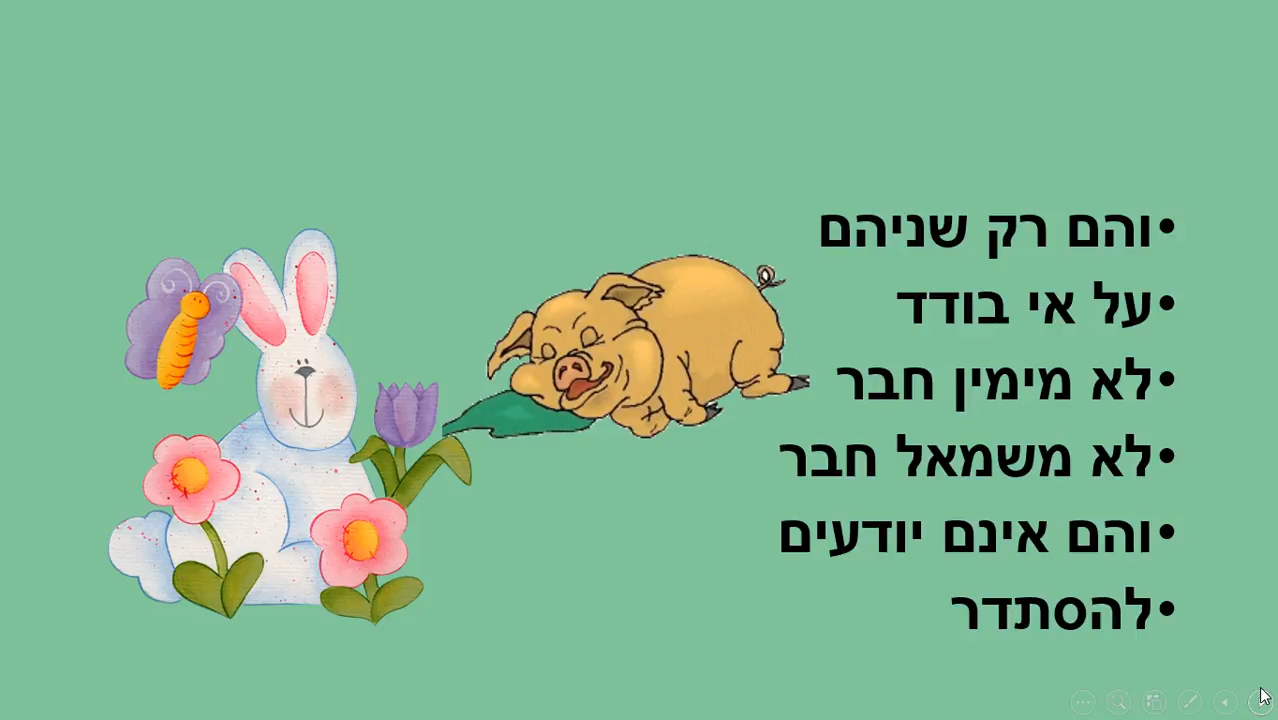 •והם רק שניהם
•על אי בודד
•לא מימין חבר
•לא משמאל חבר
•והם אינם יודעים
•להסתדר